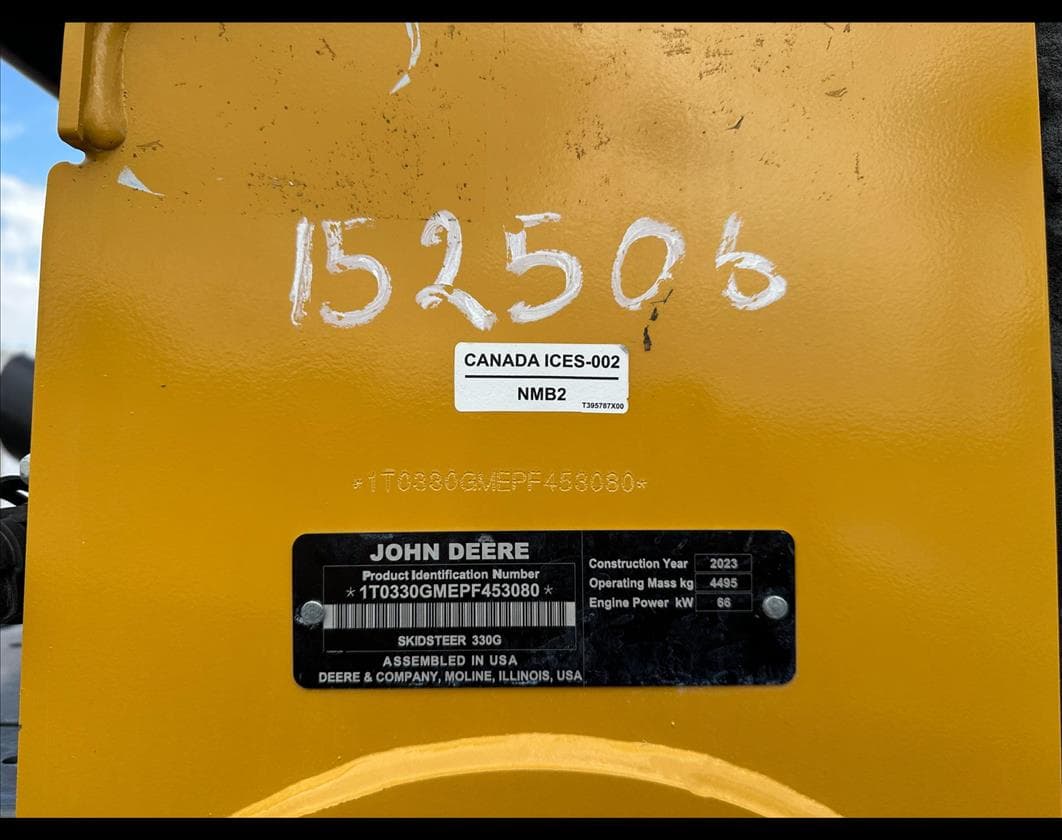 152506
CANADA ICES-002
NMB2
T395787X00
*1T0330GMEPF453080*
JOHN DEERE
Product Identification Number
*1T0330GMEPF453080*
SKIDSTEER 330G
ASSEMBLED IN USA
DEERE & COMPANY, MOLINE, ILLINOIS, USA
Construction Year 2023
Operating Mass kg 4495
Engine Power kW 66